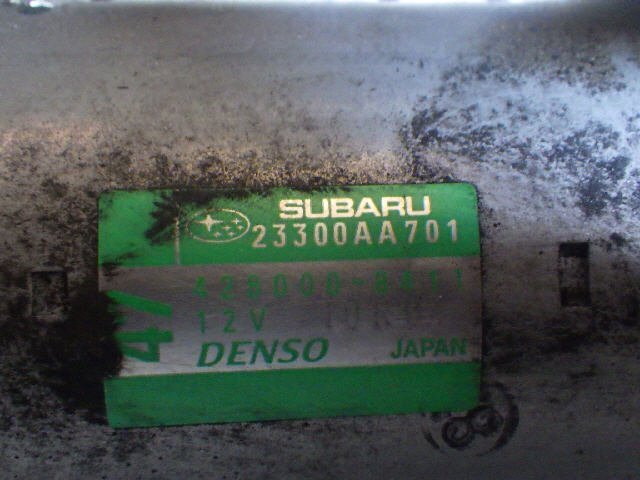 SUBARU
23300AA701
12V
DENSO JAPAN
47